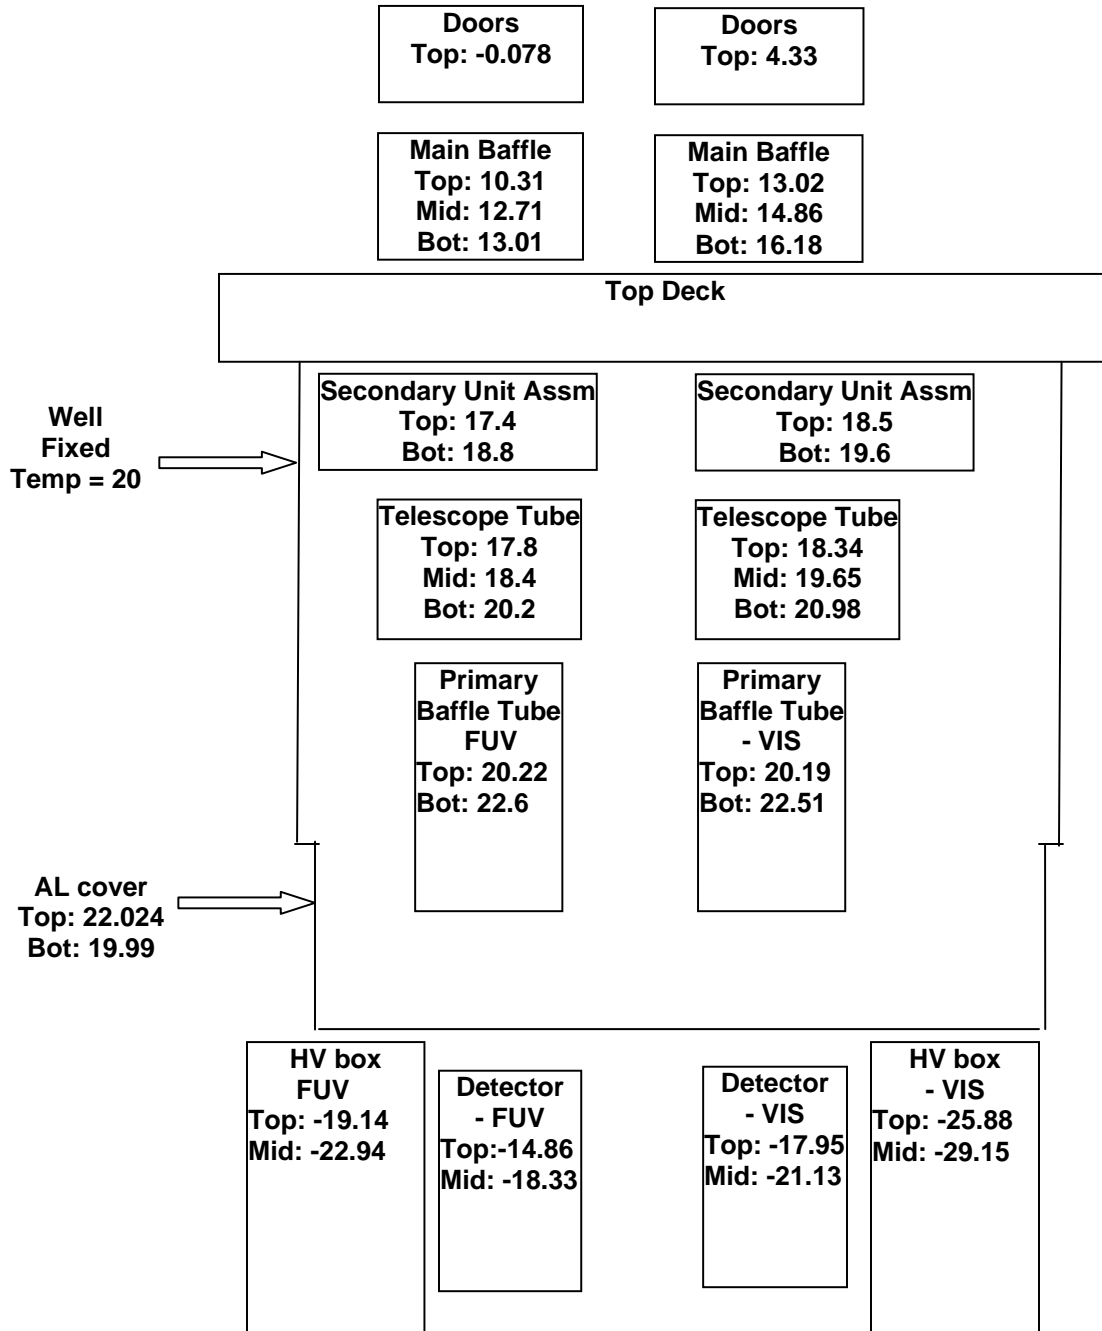 Doors
Top: -0.078
Doors
Top: 4.33
Main Baffle
Top: 10.31
Mid: 12.71
Bot: 13.01
Main Baffle
Top: 13.02
Mid: 14.86
Bot: 16.18
Top Deck
Well
Fixed
Temp = 20
Secondary Unit Assm
Top: 17.4
Bot: 18.8
Secondary Unit Assm
Top: 18.5
Bot: 19.6
Telescope Tube
Top: 17.8
Mid: 18.4
Bot: 20.2
Telescope Tube
Top: 18.34
Mid: 19.65
Bot: 20.98
Primary
Baffle Tube
FUV
Top: 20.22
Bot: 22.6
Primary
Baffle Tube
- VIS
Top: 20.19
Bot: 22.51
AL cover
Top: 22.024
Bot: 19.99
HV box
FUV
Top: -19.14
Mid: -22.94
Detector
- FUV
Top:-14.86
Mid: -18.33
Detector
- VIS
Top: -17.95
Mid: -21.13
HV box
- VIS
Top: -25.88
Mid: -29.15